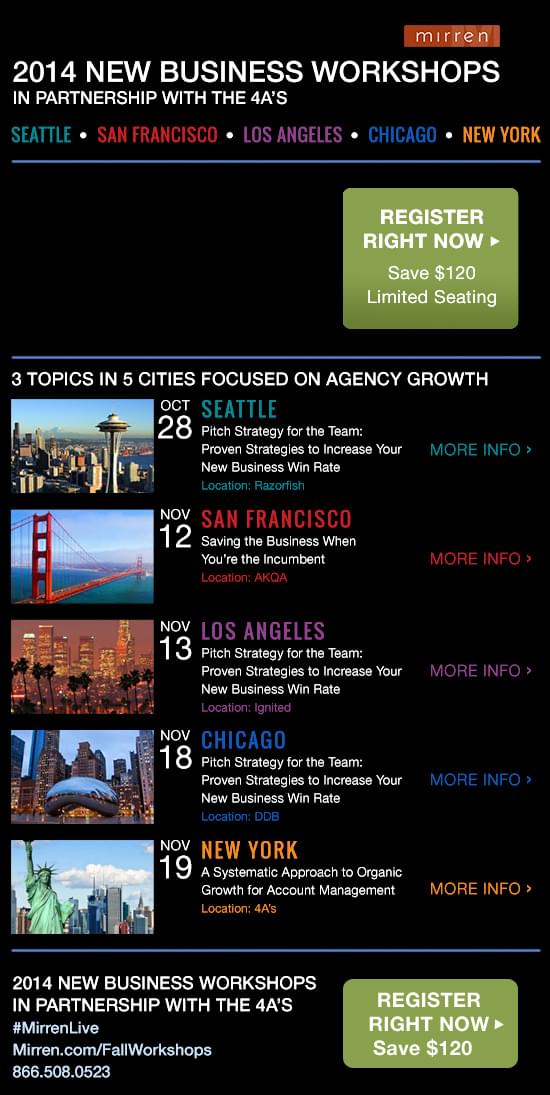 mirren
2014 NEW BUSINESS WORKSHOPS
IN PARTNERSHIP WITH THE 4A'S
SEATTLE • SAN FRANCISCO • LOS ANGELES • CHICAGO • NEW YORK
REGISTER
RIGHT NOW ▸
Save $120
Limited Seating
3 TOPICS IN 5 CITIES FOCUSED ON AGENCY GROWTH
OCT
28
SEATTLE
Pitch Strategy for the Team:
Proven Strategies to Increase Your
New Business Win Rate
Location: Razorfish
MORE INFO ›
NOV
12
SAN FRANCISCO
Saving the Business When
You're the Incumbent
Location: AKQA
MORE INFO ›
NOV
13
LOS ANGELES
Pitch Strategy for the Team:
Proven Strategies to Increase Your
New Business Win Rate
Location: Ignited
MORE INFO ›
NOV
18
CHICAGO
Pitch Strategy for the Team:
Proven Strategies to Increase Your
New Business Win Rate
Location: DDB
MORE INFO ›
NOV
19
NEW YORK
A Systematic Approach to Organic
Growth for Account Management
Location: 4A's
MORE INFO ›
2014 NEW BUSINESS WORKSHOPS
IN PARTNERSHIP WITH THE 4A'S
#MirrenLive
Mirren.com/FallWorkshops
866.508.0523
REGISTER
RIGHT NOW ▸
Save $120